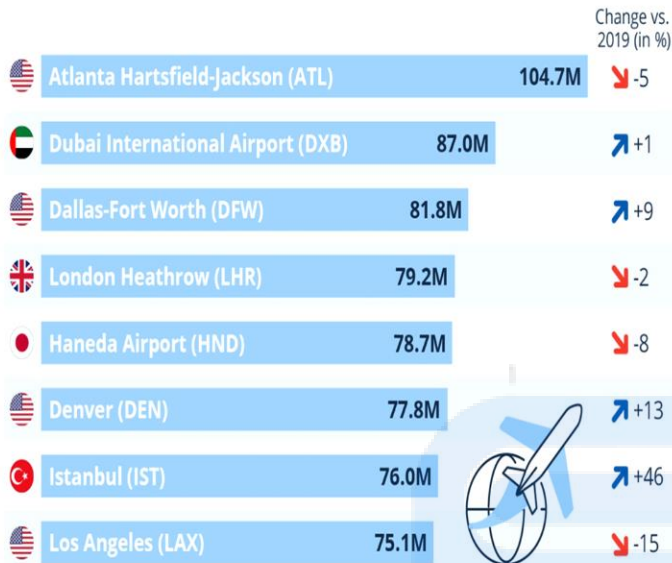 Change vs.
2019 (in %)
Atlanta Hartsfield-Jackson (ATL) 104.7M -5
Dubai International Airport (DXB) 87.0M +1
Dallas-Fort Worth (DFW) 81.8M +9
London Heathrow (LHR) 79.2M -2
Haneda Airport (HND) 78.7M -8
Denver (DEN) 77.8M +13
Istanbul (IST) 76.0M +46
Los Angeles (LAX) 75.1M -15